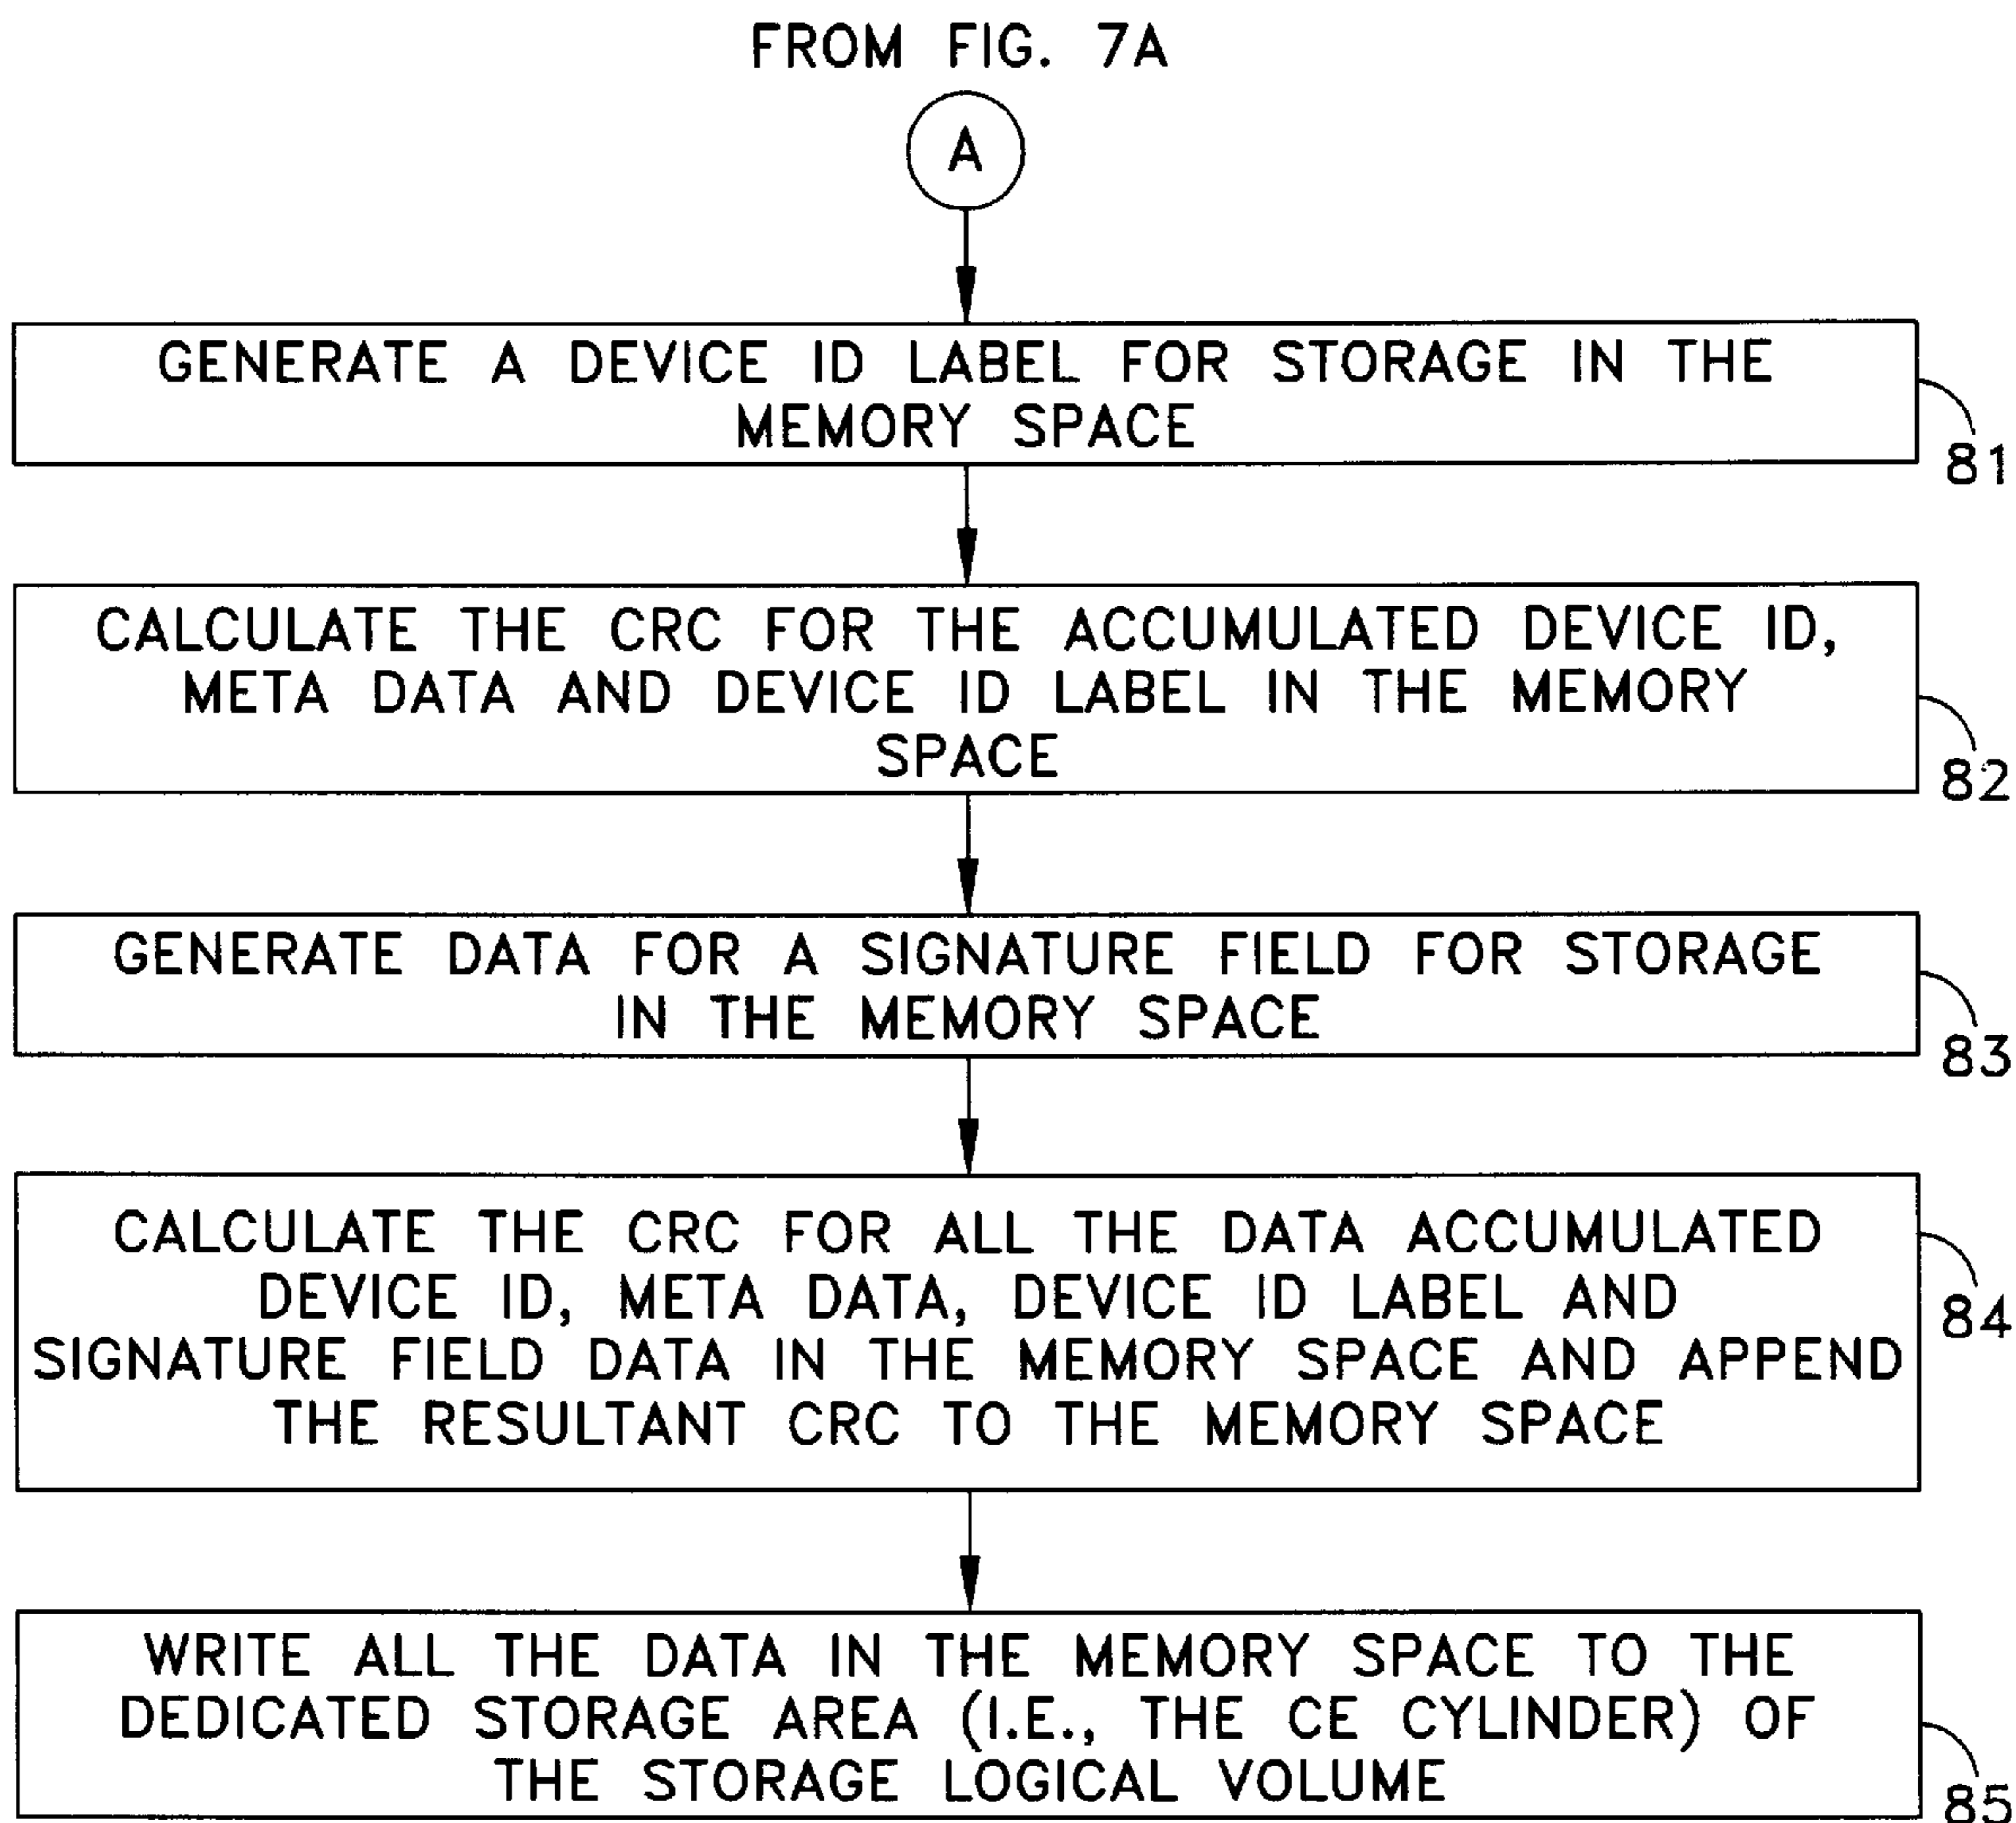 FROM FIG. 7A
A
GENERATE A DEVICE ID LABEL FOR STORAGE IN THE
MEMORY SPACE
81
CALCULATE THE CRC FOR THE ACCUMULATED DEVICE ID,
META DATA AND DEVICE ID LABEL IN THE MEMORY
SPACE
82
GENERATE DATA FOR A SIGNATURE FIELD FOR STORAGE
IN THE MEMORY SPACE
83
CALCULATE THE CRC FOR ALL THE DATA ACCUMULATED
DEVICE ID, META DATA, DEVICE ID LABEL AND
SIGNATURE FIELD DATA IN THE MEMORY SPACE AND APPEND
THE RESULTANT CRC TO THE MEMORY SPACE
84
WRITE ALL THE DATA IN THE MEMORY SPACE TO THE
DEDICATED STORAGE AREA (I.E., THE CE CYLINDER) OF
THE STORAGE LOGICAL VOLUME
85